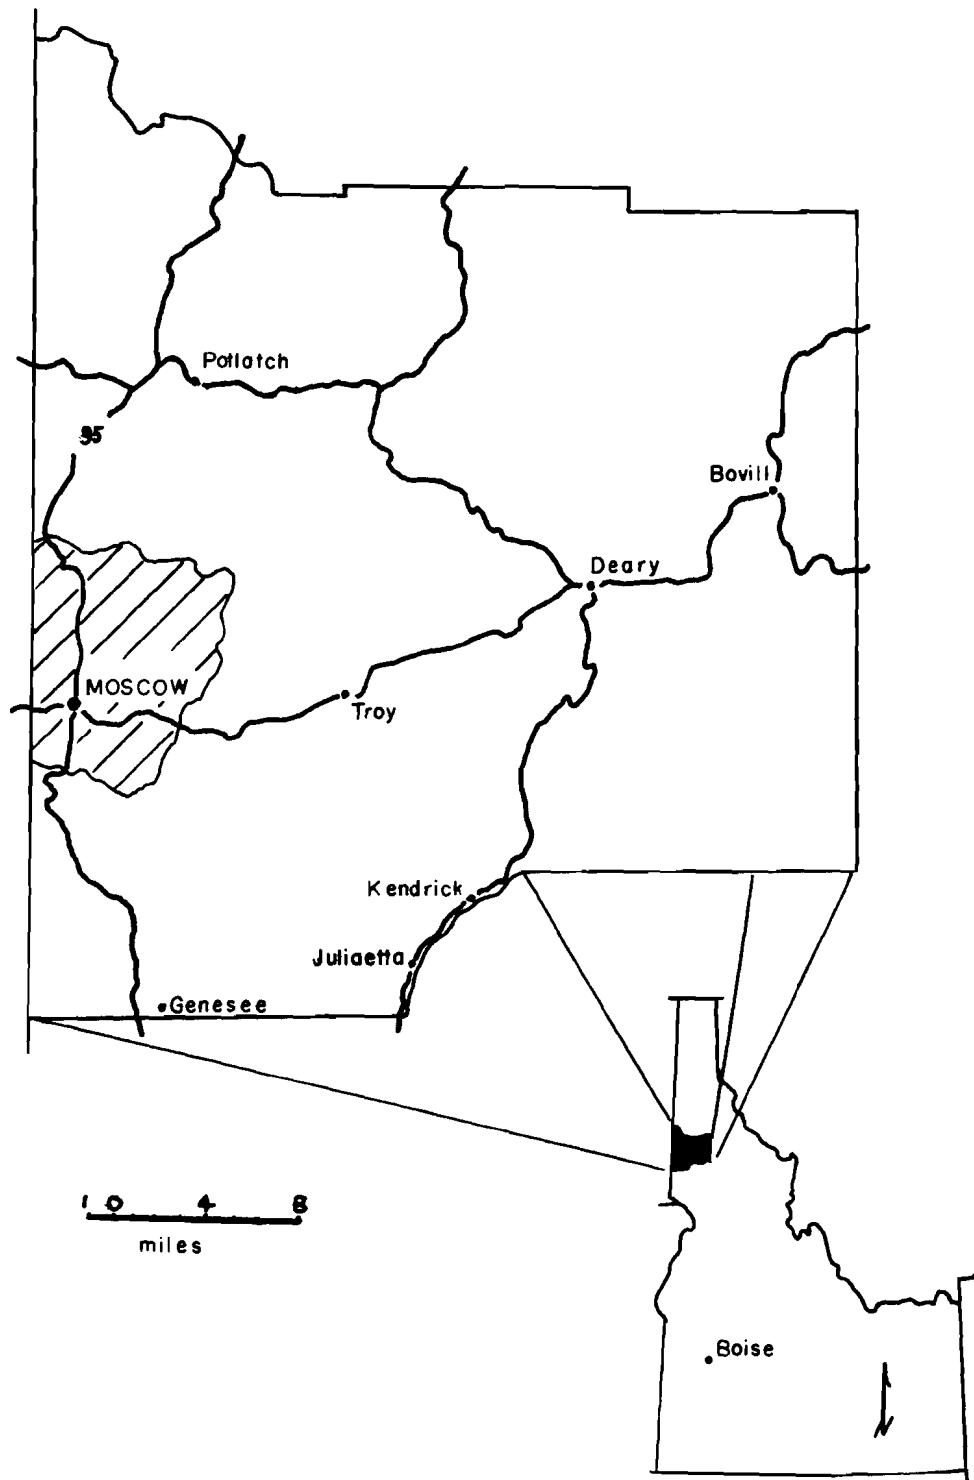 Potlatch
95
Bovill
Deary
MOSCOW
Troy
Kendrick
Juliaetta
Genesee
1 0 4 8
miles
Boise